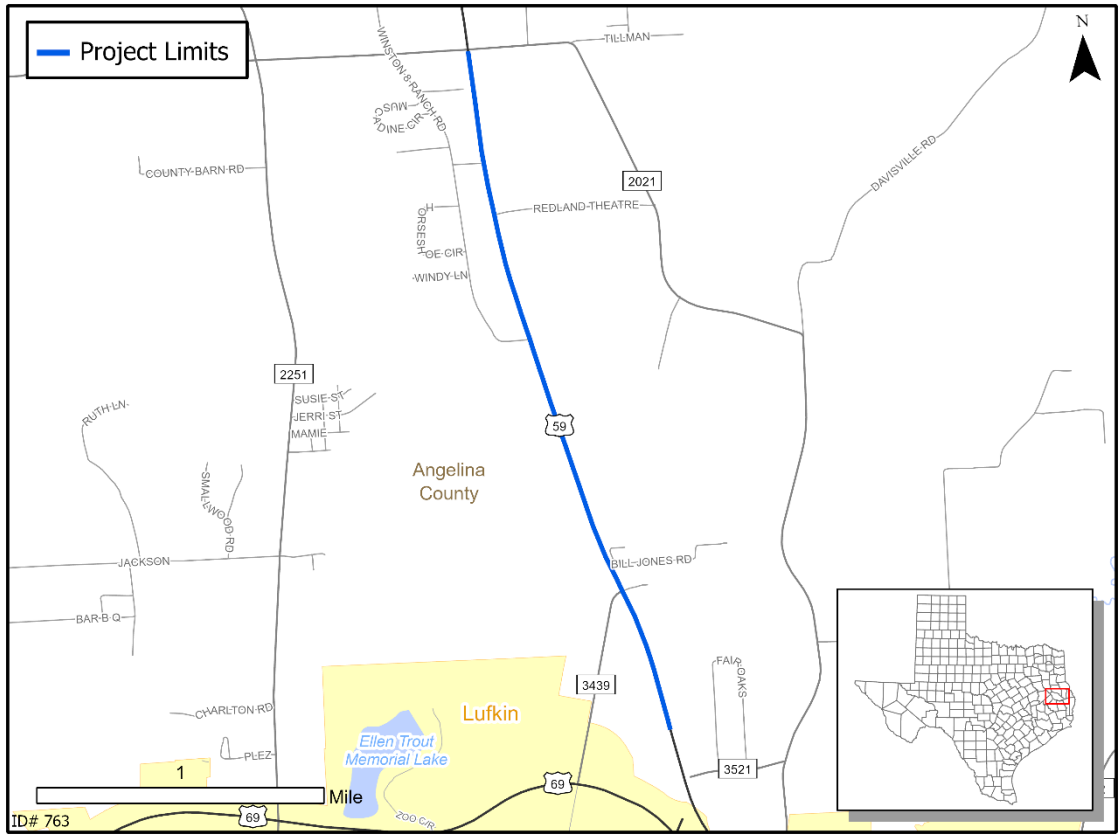 Project Limits
N
TILLMAN
WINSTON 8 RANCH RD
MUSCADINE CIR
DAVISVILLE RD
COUNTY BARN RD
2021
REDLAND THEATRE
HORSESHOE CIR
WINDY LN
2251
SUSIE ST
JERRI ST
MAMIE
RUTH LN
59
Angelina
County
SMALLWOOD RD
JACKSON
BILL JONES RD
BAR B Q
FAIR OAKS
3439
CHARLTON RD
Lufkin
Ellen Trout
Memorial Lake
PLEZ
3521
1
69
Mile
69
ZOO CIR
ID# 763